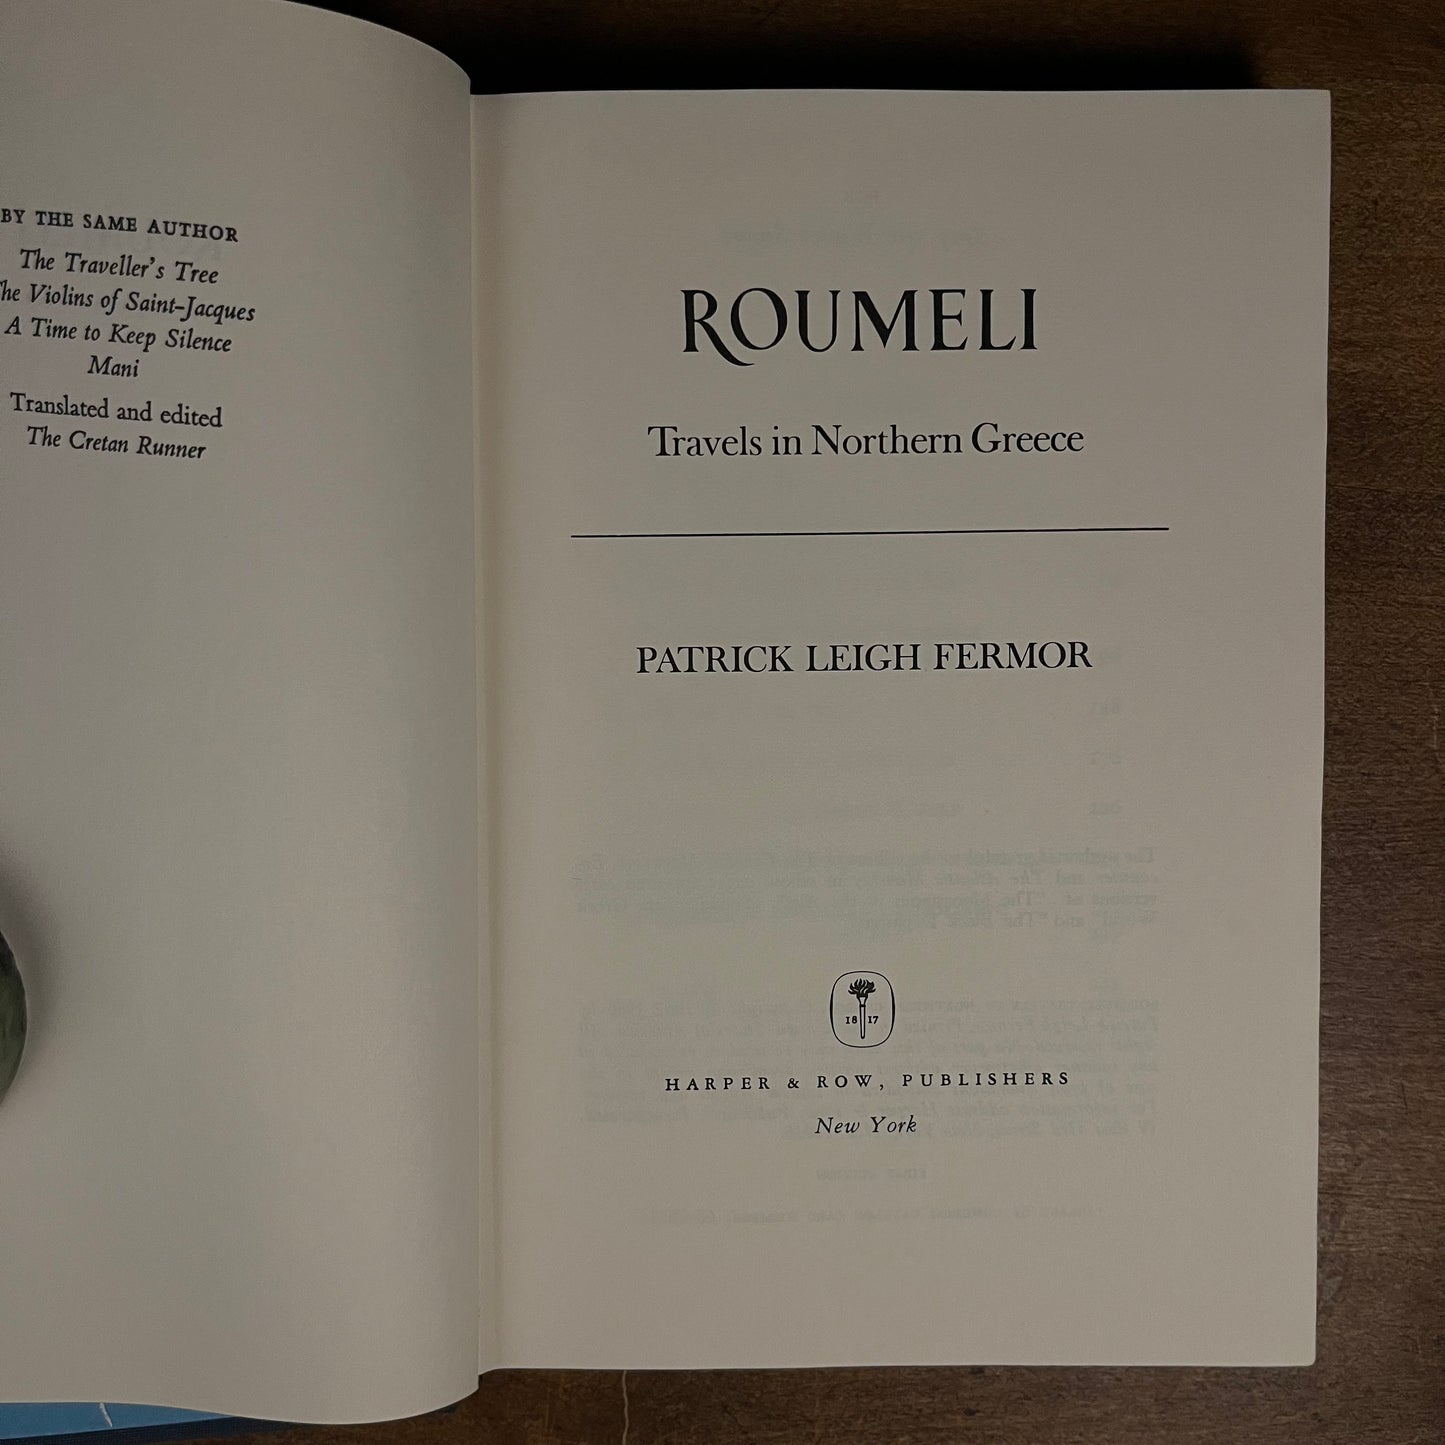 BY THE SAME AUTHOR
The Traveller's Tree
he Violins of Saint-Jacques
A Time to Keep Silence
Mani
Translated and edited
The Cretan Runner
ROUMELI
Travels in Northern Greece
PATRICK LEIGH FERMOR
18 17
HARPER & ROW, PUBLISHERS
New York